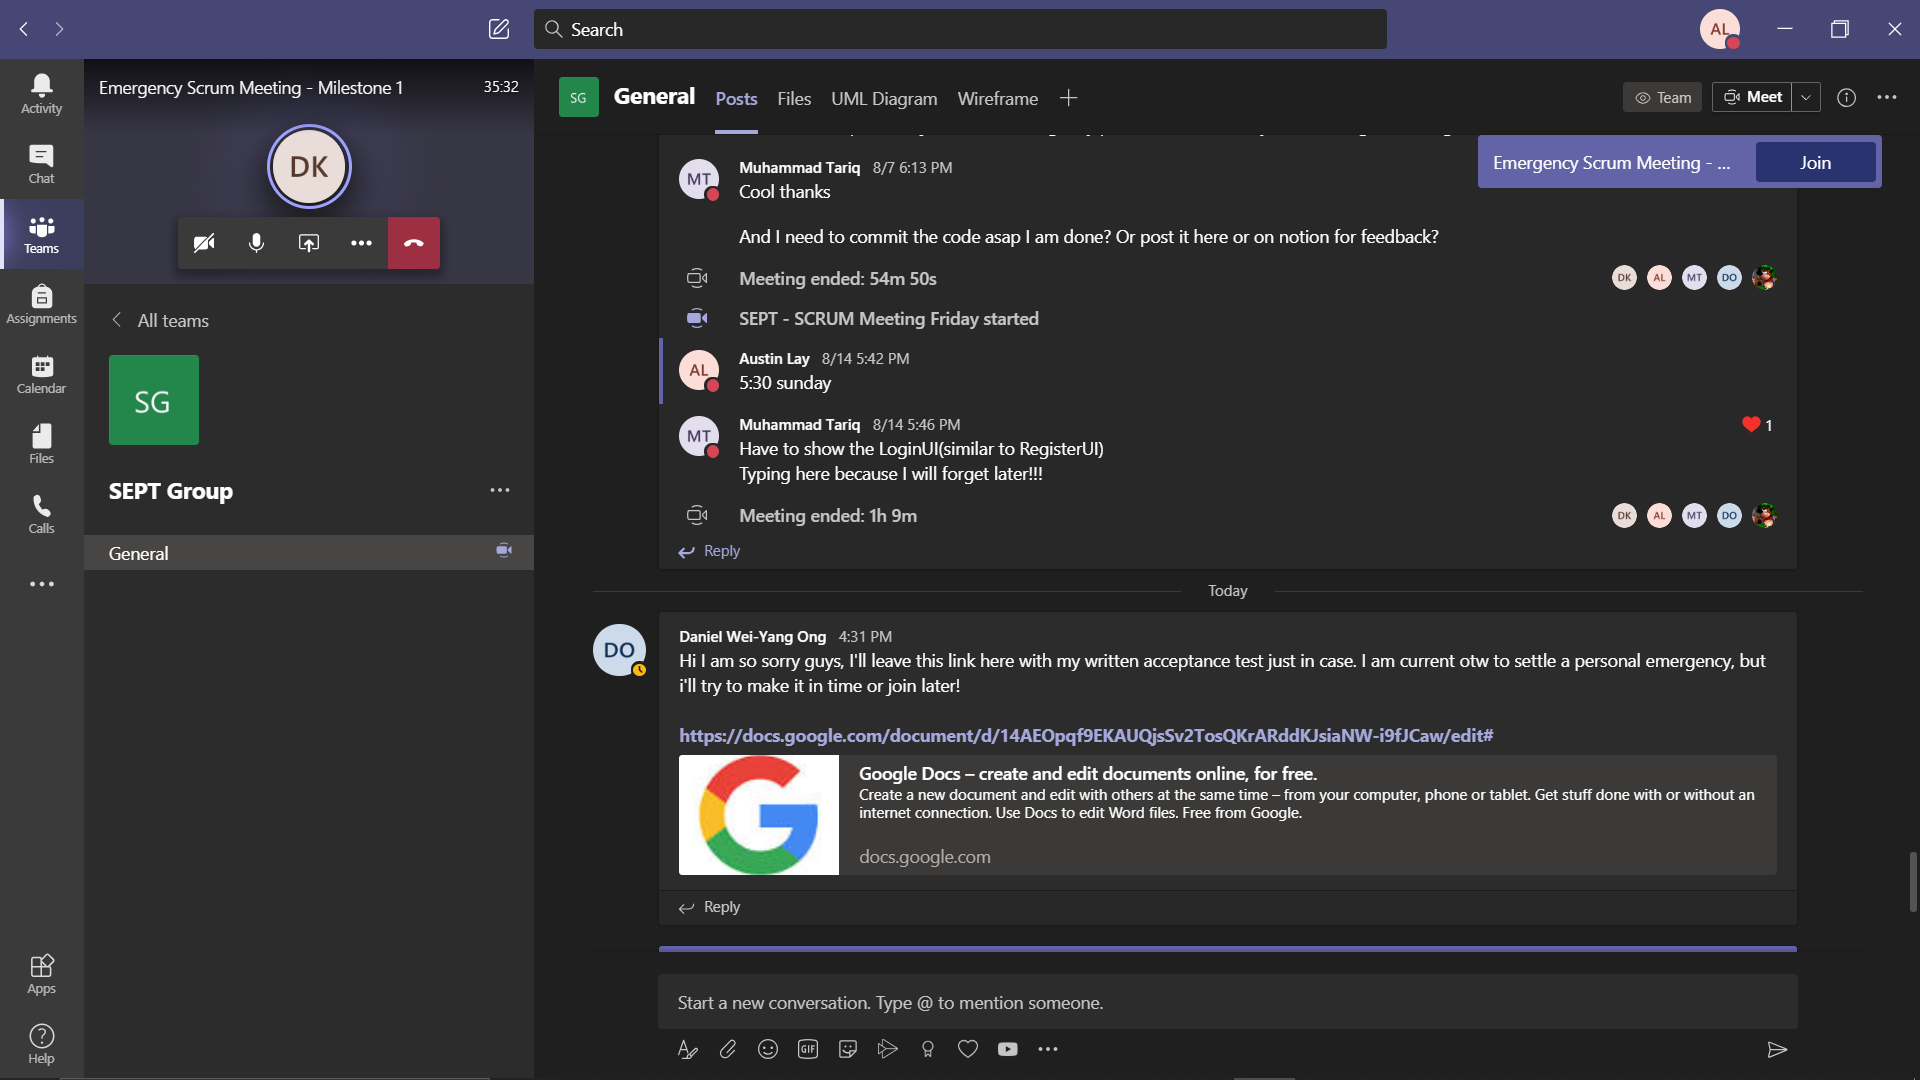 Search
AL
Activity
Chat
Teams
Assignments
Calendar
Files
Calls
Apps
Help
Emergency Scrum Meeting - Milestone 1
35:32
DK
All teams
SG
SEPT Group
General
SG
General
Posts
Files
UML Diagram
Wireframe
Team
Meet
Emergency Scrum Meeting - ...
Join
MT
Muhammad Tariq 8/7 6:13 PM
Cool thanks
And I need to commit the code asap I am done? Or post it here or on notion for feedback?
Meeting ended: 54m 50s
DK AL MT DO
SEPT - SCRUM Meeting Friday started
AL
Austin Lay 8/14 5:42 PM
5:30 sunday
MT
Muhammad Tariq 8/14 5:46 PM
1
Have to show the LoginUI(similar to RegisterUI)
Typing here because I will forget later!!!
Meeting ended: 1h 9m
DK AL MT DO
Reply
Today
DO
Daniel Wei-Yang Ong 4:31 PM
Hi I am so sorry guys, I'll leave this link here with my written acceptance test just in case. I am current otw to settle a personal emergency, but
i'll try to make it in time or join later!
https://docs.google.com/document/d/14AEOpqf9EKAUQjsSv2TosQKrARddKJsiaNW-i9fJCaw/edit#
Google Docs – create and edit documents online, for free.
Create a new document and edit with others at the same time – from your computer, phone or tablet. Get stuff done with or without an
internet connection. Use Docs to edit Word files. Free from Google.
docs.google.com
Reply
Start a new conversation. Type @ to mention someone.
GIF